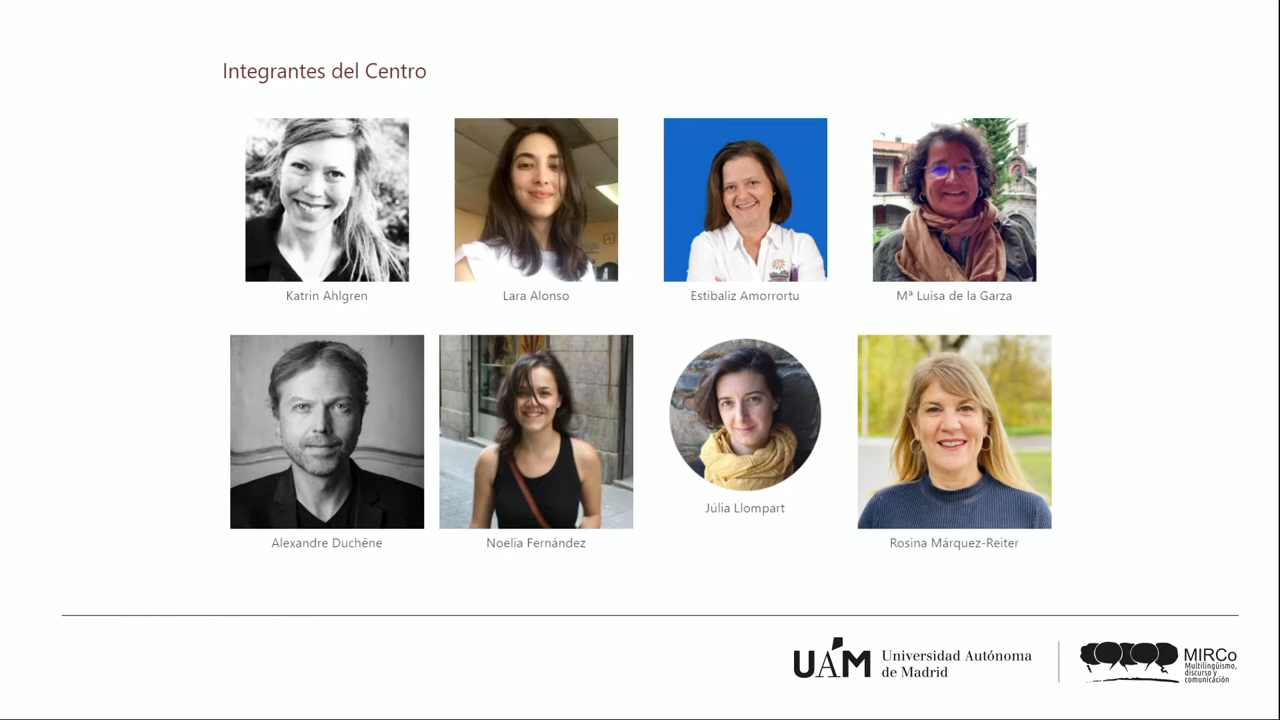 Integrantes del Centro
Katrin Ahlgren
Lara Alonso
Estibaliz Amorrortu
Mª Luisa de la Garza
Alexandre Duchêne
Noelia Fernández
Júlia Llompart
Rosina Márquez-Reiter
UAM
Universidad Autónoma
de Madrid
MIRCo
Multilingüismo,
discurso y
comunicación